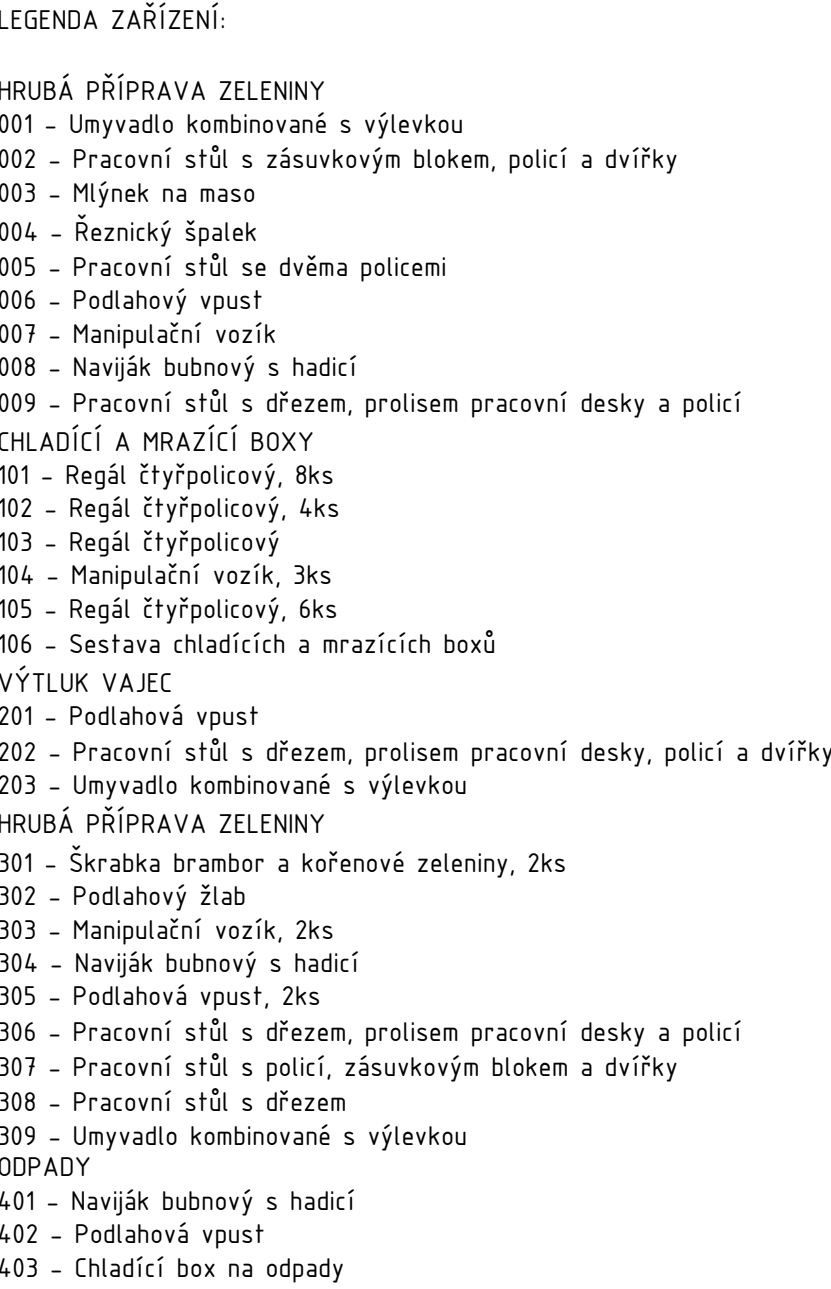 LEGENDA ZAŘÍZENÍ:
HRUBÁ PŘÍPRAVA ZELENINY
001 - Umyvadlo kombinované s výlevkou
002 - Pracovní stůl s zásuvkovým blokem, policí a dvířky
003 - Mlýnek na maso
004 - Řeznický špalek
005 - Pracovní stůl se dvěma policemi
006 - Podlahový vpust
007 - Manipulační vozík
008 - Naviják bubnový s hadicí
009 - Pracovní stůl s dřezem, prolisem pracovní desky a policí
CHLADÍCÍ A MRAZÍCÍ BOXY
101 - Regál čtyřpolicový, 8ks
102 - Regál čtyřpolicový, 4ks
103 - Regál čtyřpolicový
104 - Manipulační vozík, 3ks
105 - Regál čtyřpolicový, 6ks
106 - Sestava chladících a mrazících boxů
VÝTLUK VAJEC
201 - Podlahová vpust
202 - Pracovní stůl s dřezem, prolisem pracovní desky, policí a dvířky
203 - Umyvadlo kombinované s výlevkou
HRUBÁ PŘÍPRAVA ZELENINY
301 - Škrabka brambor a kořenové zeleniny, 2ks
302 - Podlahový žlab
303 - Manipulační vozík, 2ks
304 - Naviják bubnový s hadicí
305 - Podlahová vpust, 2ks
306 - Pracovní stůl s dřezem, prolisem pracovní desky a policí
307 - Pracovní stůl s policí, zásuvkovým blokem a dvířky
308 - Pracovní stůl s dřezem
309 - Umyvadlo kombinované s výlevkou
ODPADY
401 - Naviják bubnový s hadicí
402 - Podlahová vpust
403 - Chladící box na odpady